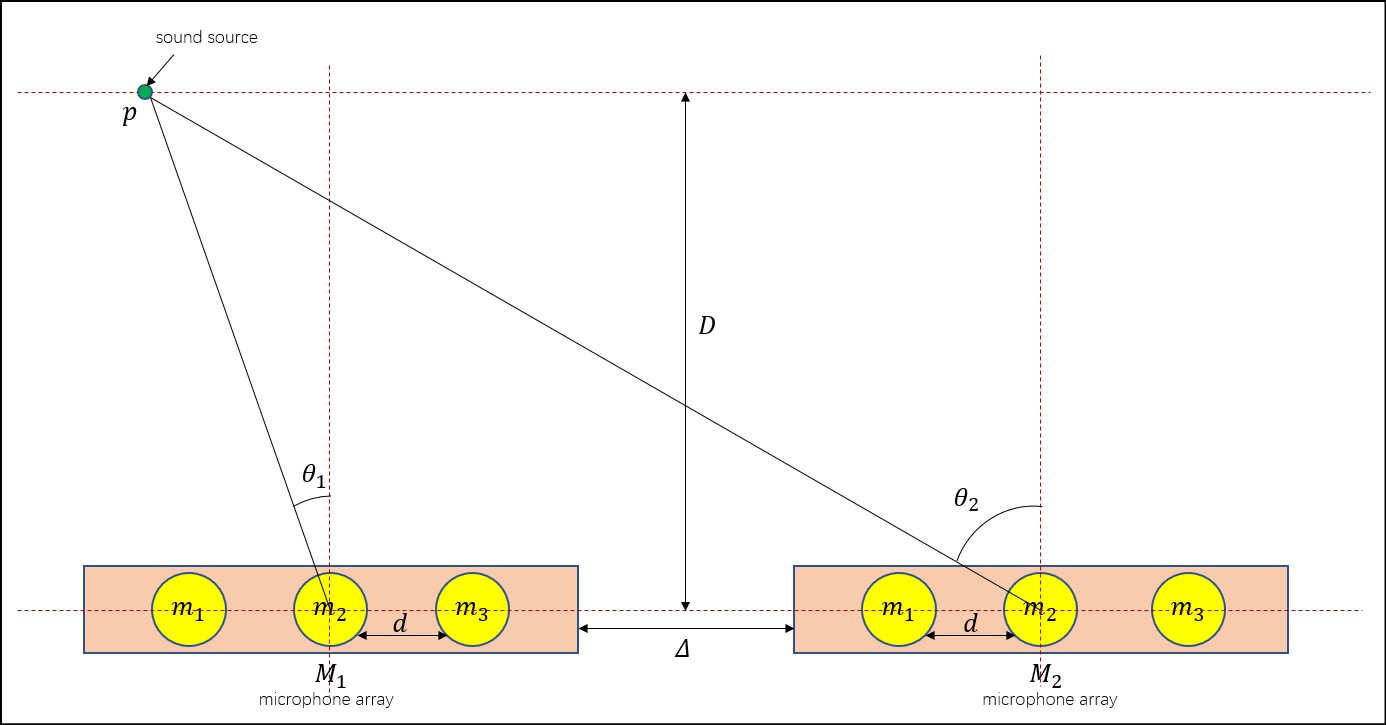 sound source
p
D
θ₁
θ₂
m₁ m₂ m₃ m₁ m₂ m₃
d d
Δ
M₁ M₂
microphone array microphone array